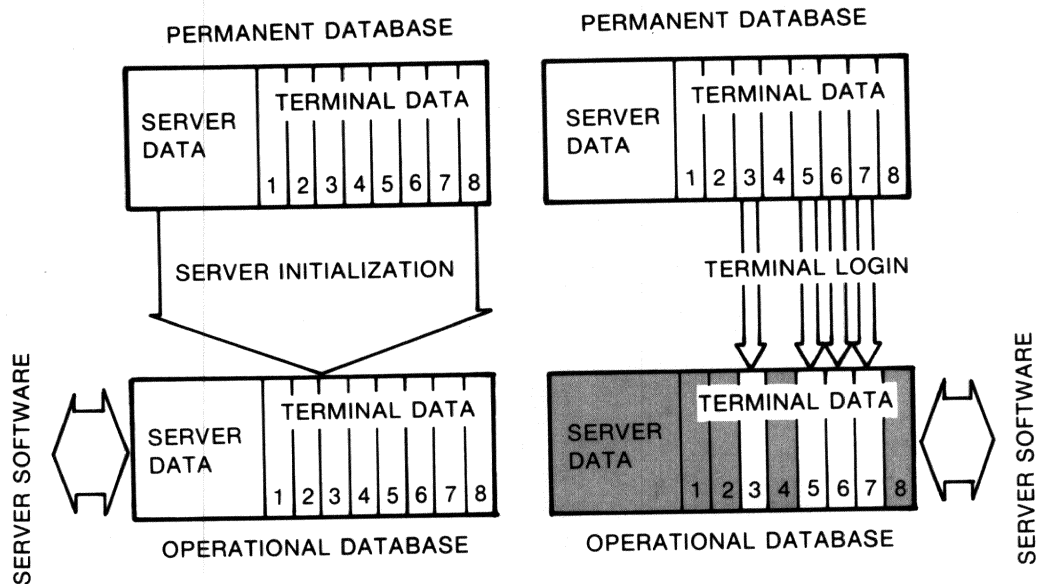 PERMANENT DATABASE
SERVER
DATA
TERMINAL DATA
1 2 3 4 5 6 7 8
SERVER INITIALIZATION
SERVER SOFTWARE
SERVER
DATA
TERMINAL DATA
1 2 3 4 5 6 7 8
OPERATIONAL DATABASE
PERMANENT DATABASE
SERVER
DATA
TERMINAL DATA
1 2 3 4 5 6 7 8
TERMINAL LOGIN
SERVER
DATA
TERMINAL DATA
1 2 3 4 5 6 7 8
OPERATIONAL DATABASE
SERVER SOFTWARE